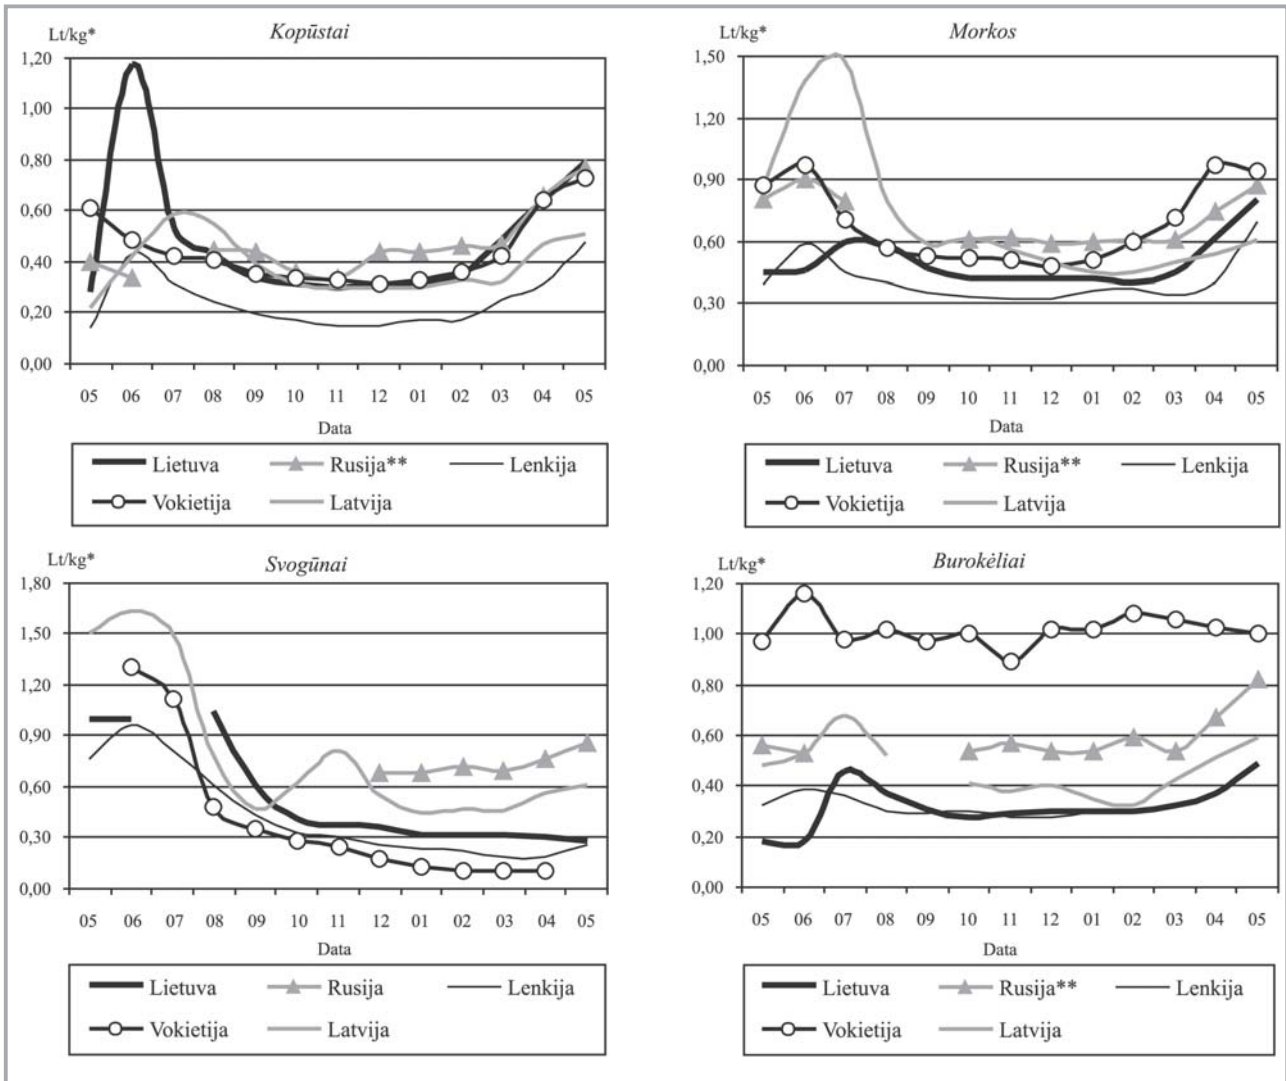 Kopūstai
Lt/kg*
1,20
1,00
0,80
0,60
0,40
0,20
0,00
05 06 07 08 09 10 11 12 01 02 03 04 05
Data
Lietuva Rusija** Lenkija
Vokietija Latvija
Morkos
Lt/kg*
1,50
1,20
0,90
0,60
0,30
0,00
05 06 07 08 09 10 11 12 01 02 03 04 05
Data
Lietuva Rusija** Lenkija
Vokietija Latvija
Svogūnai
Lt/kg*
1,80
1,50
1,20
0,90
0,60
0,30
0,00
05 06 07 08 09 10 11 12 01 02 03 04 05
Data
Lietuva Rusija Lenkija
Vokietija Latvija
Burokėliai
Lt/kg*
1,20
1,00
0,80
0,60
0,40
0,20
0,00
05 06 07 08 09 10 11 12 01 02 03 04 05
Data
Lietuva Rusija** Lenkija
Vokietija Latvija